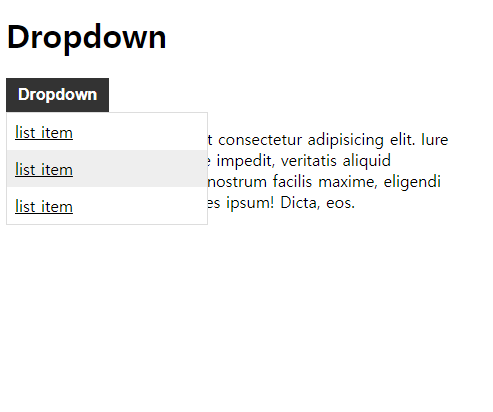 Dropdown
Dropdown
list item
list item
list item
t consectetur adipisicing elit. Iure
impedit, veritatis aliquid
nostrum facilis maxime, eligendi
es ipsum! Dicta, eos.